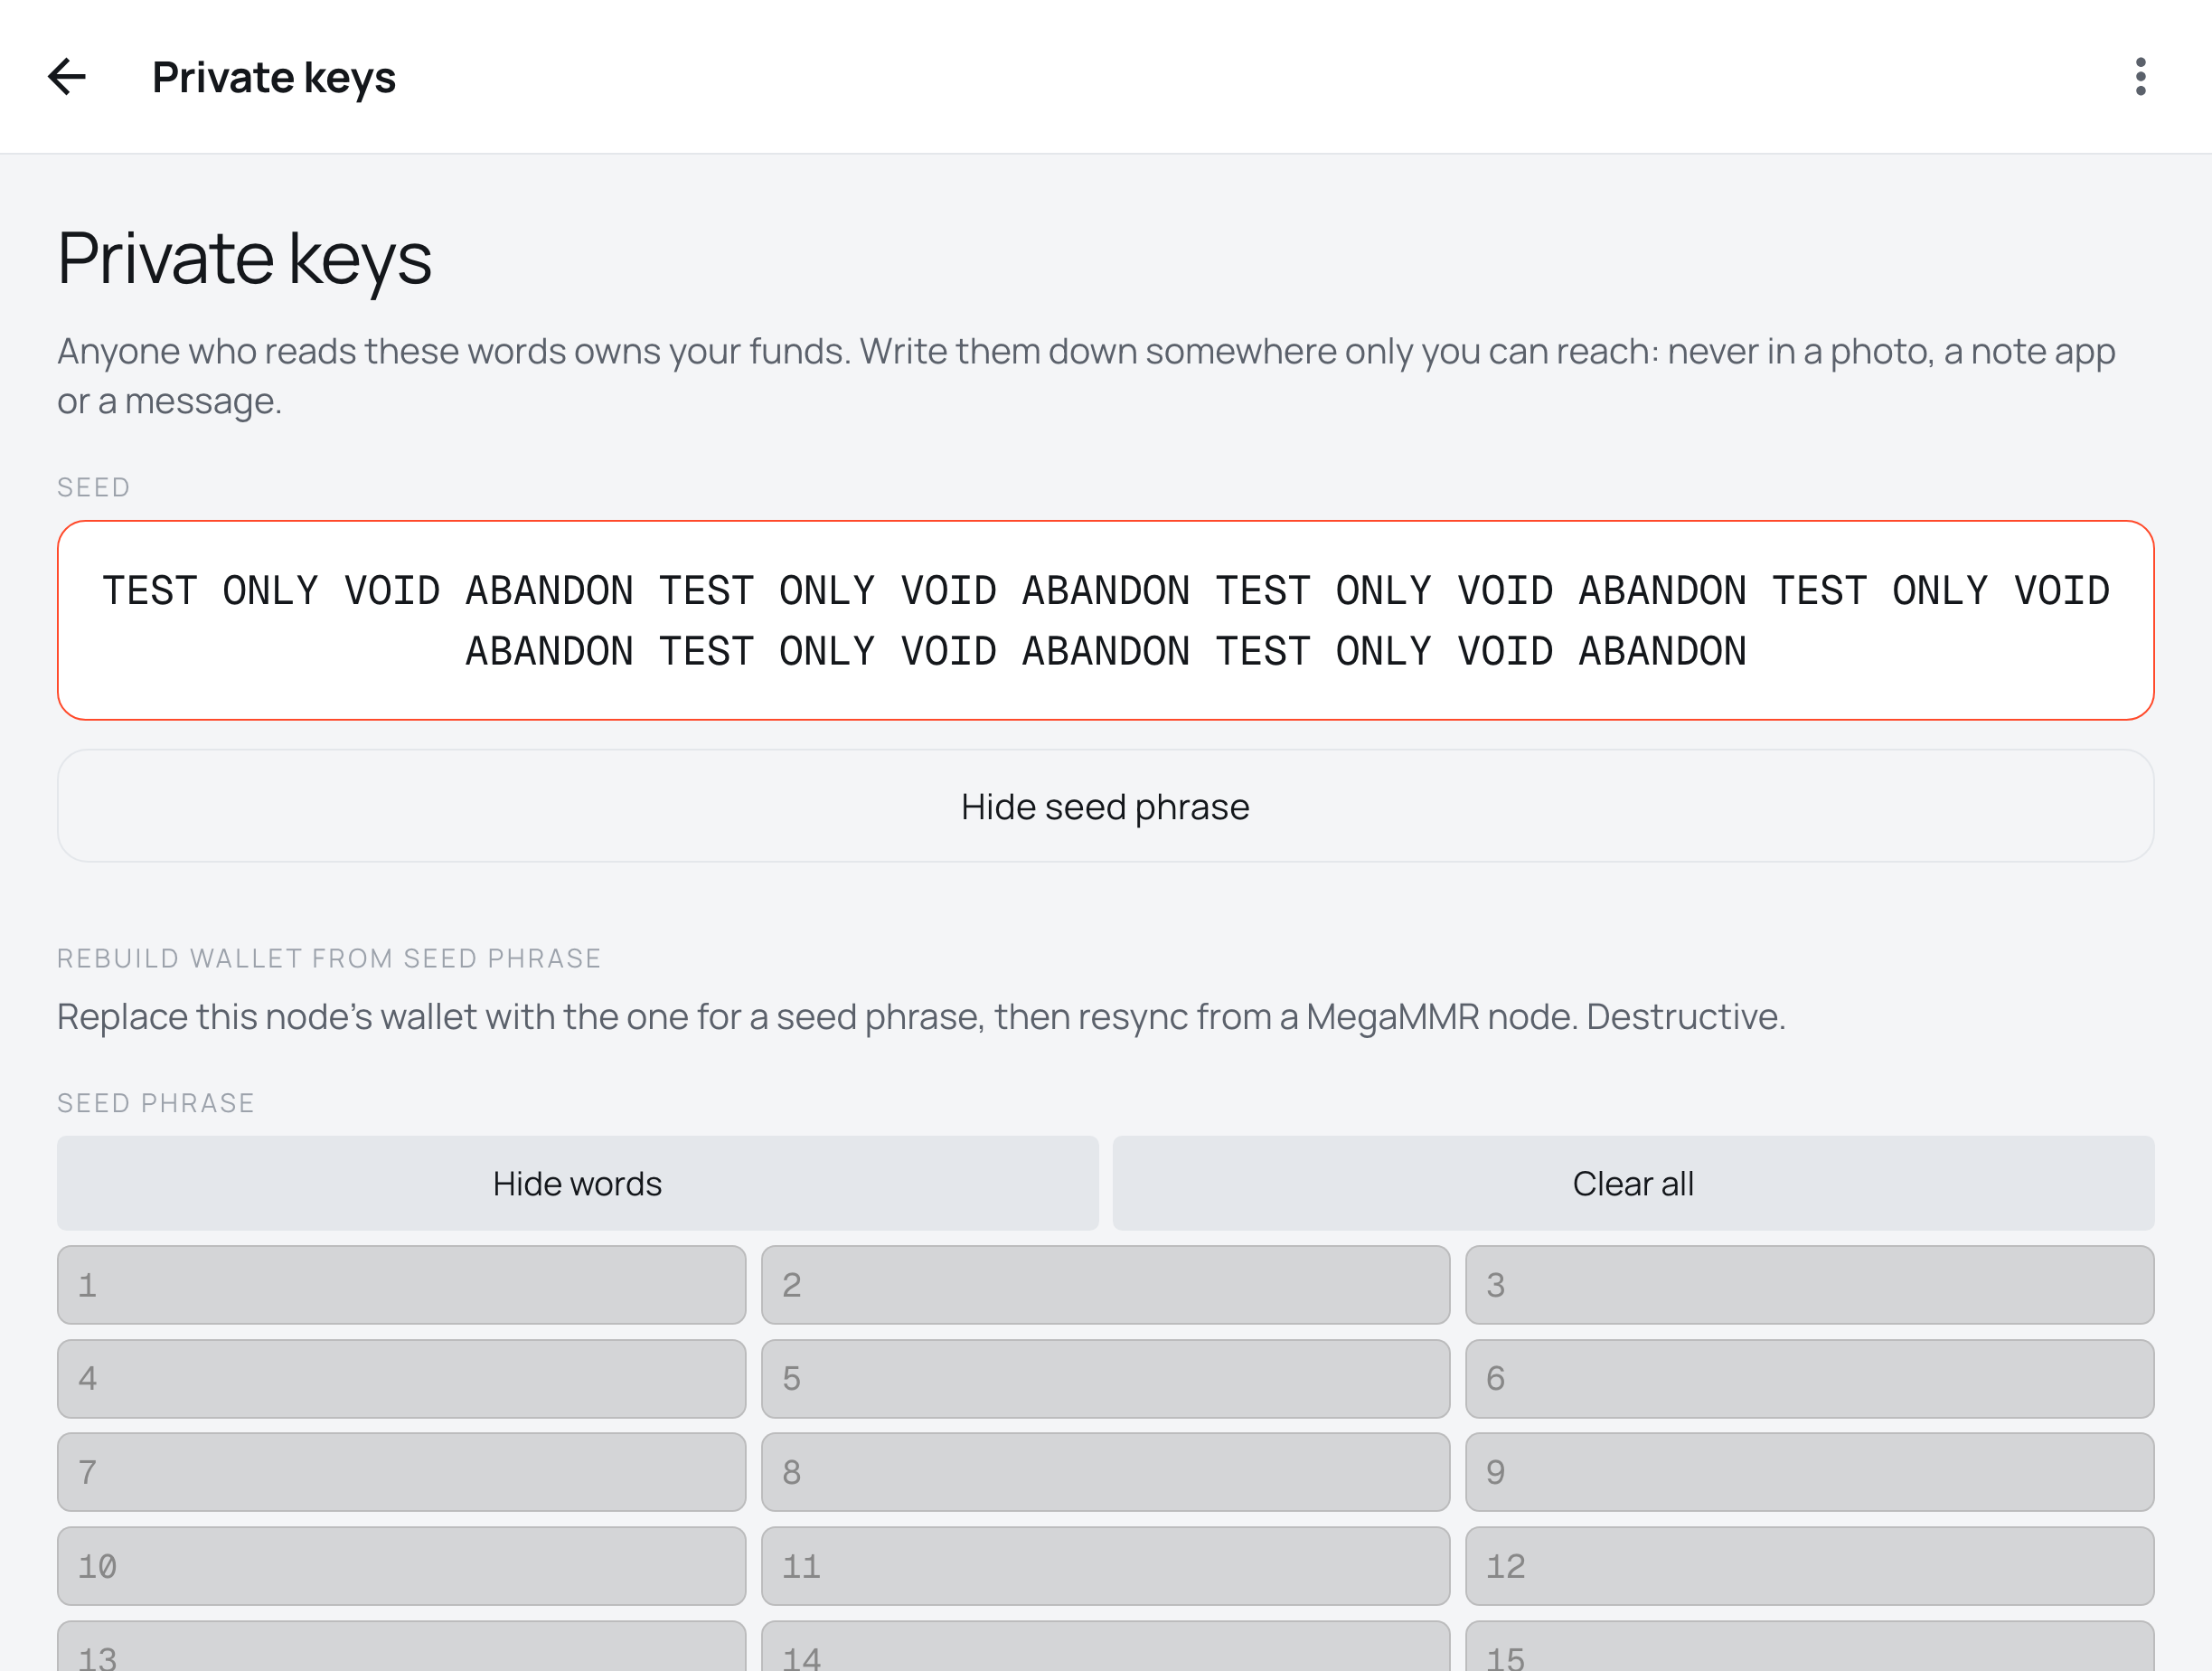 Private keys
Private keys
Anyone who reads these words owns your funds. Write them down somewhere only you can reach: never in a photo, a note app
or a message.
SEED
TEST ONLY VOID ABANDON TEST ONLY VOID ABANDON TEST ONLY VOID ABANDON TEST ONLY VOID
ABANDON TEST ONLY VOID ABANDON TEST ONLY VOID ABANDON
Hide seed phrase
REBUILD WALLET FROM SEED PHRASE
Replace this node’s wallet with the one for a seed phrase, then resync from a MegaMMR node. Destructive.
SEED PHRASE
Hide words Clear all
1 2 3
4 5 6
7 8 9
10 11 12
13 14 15